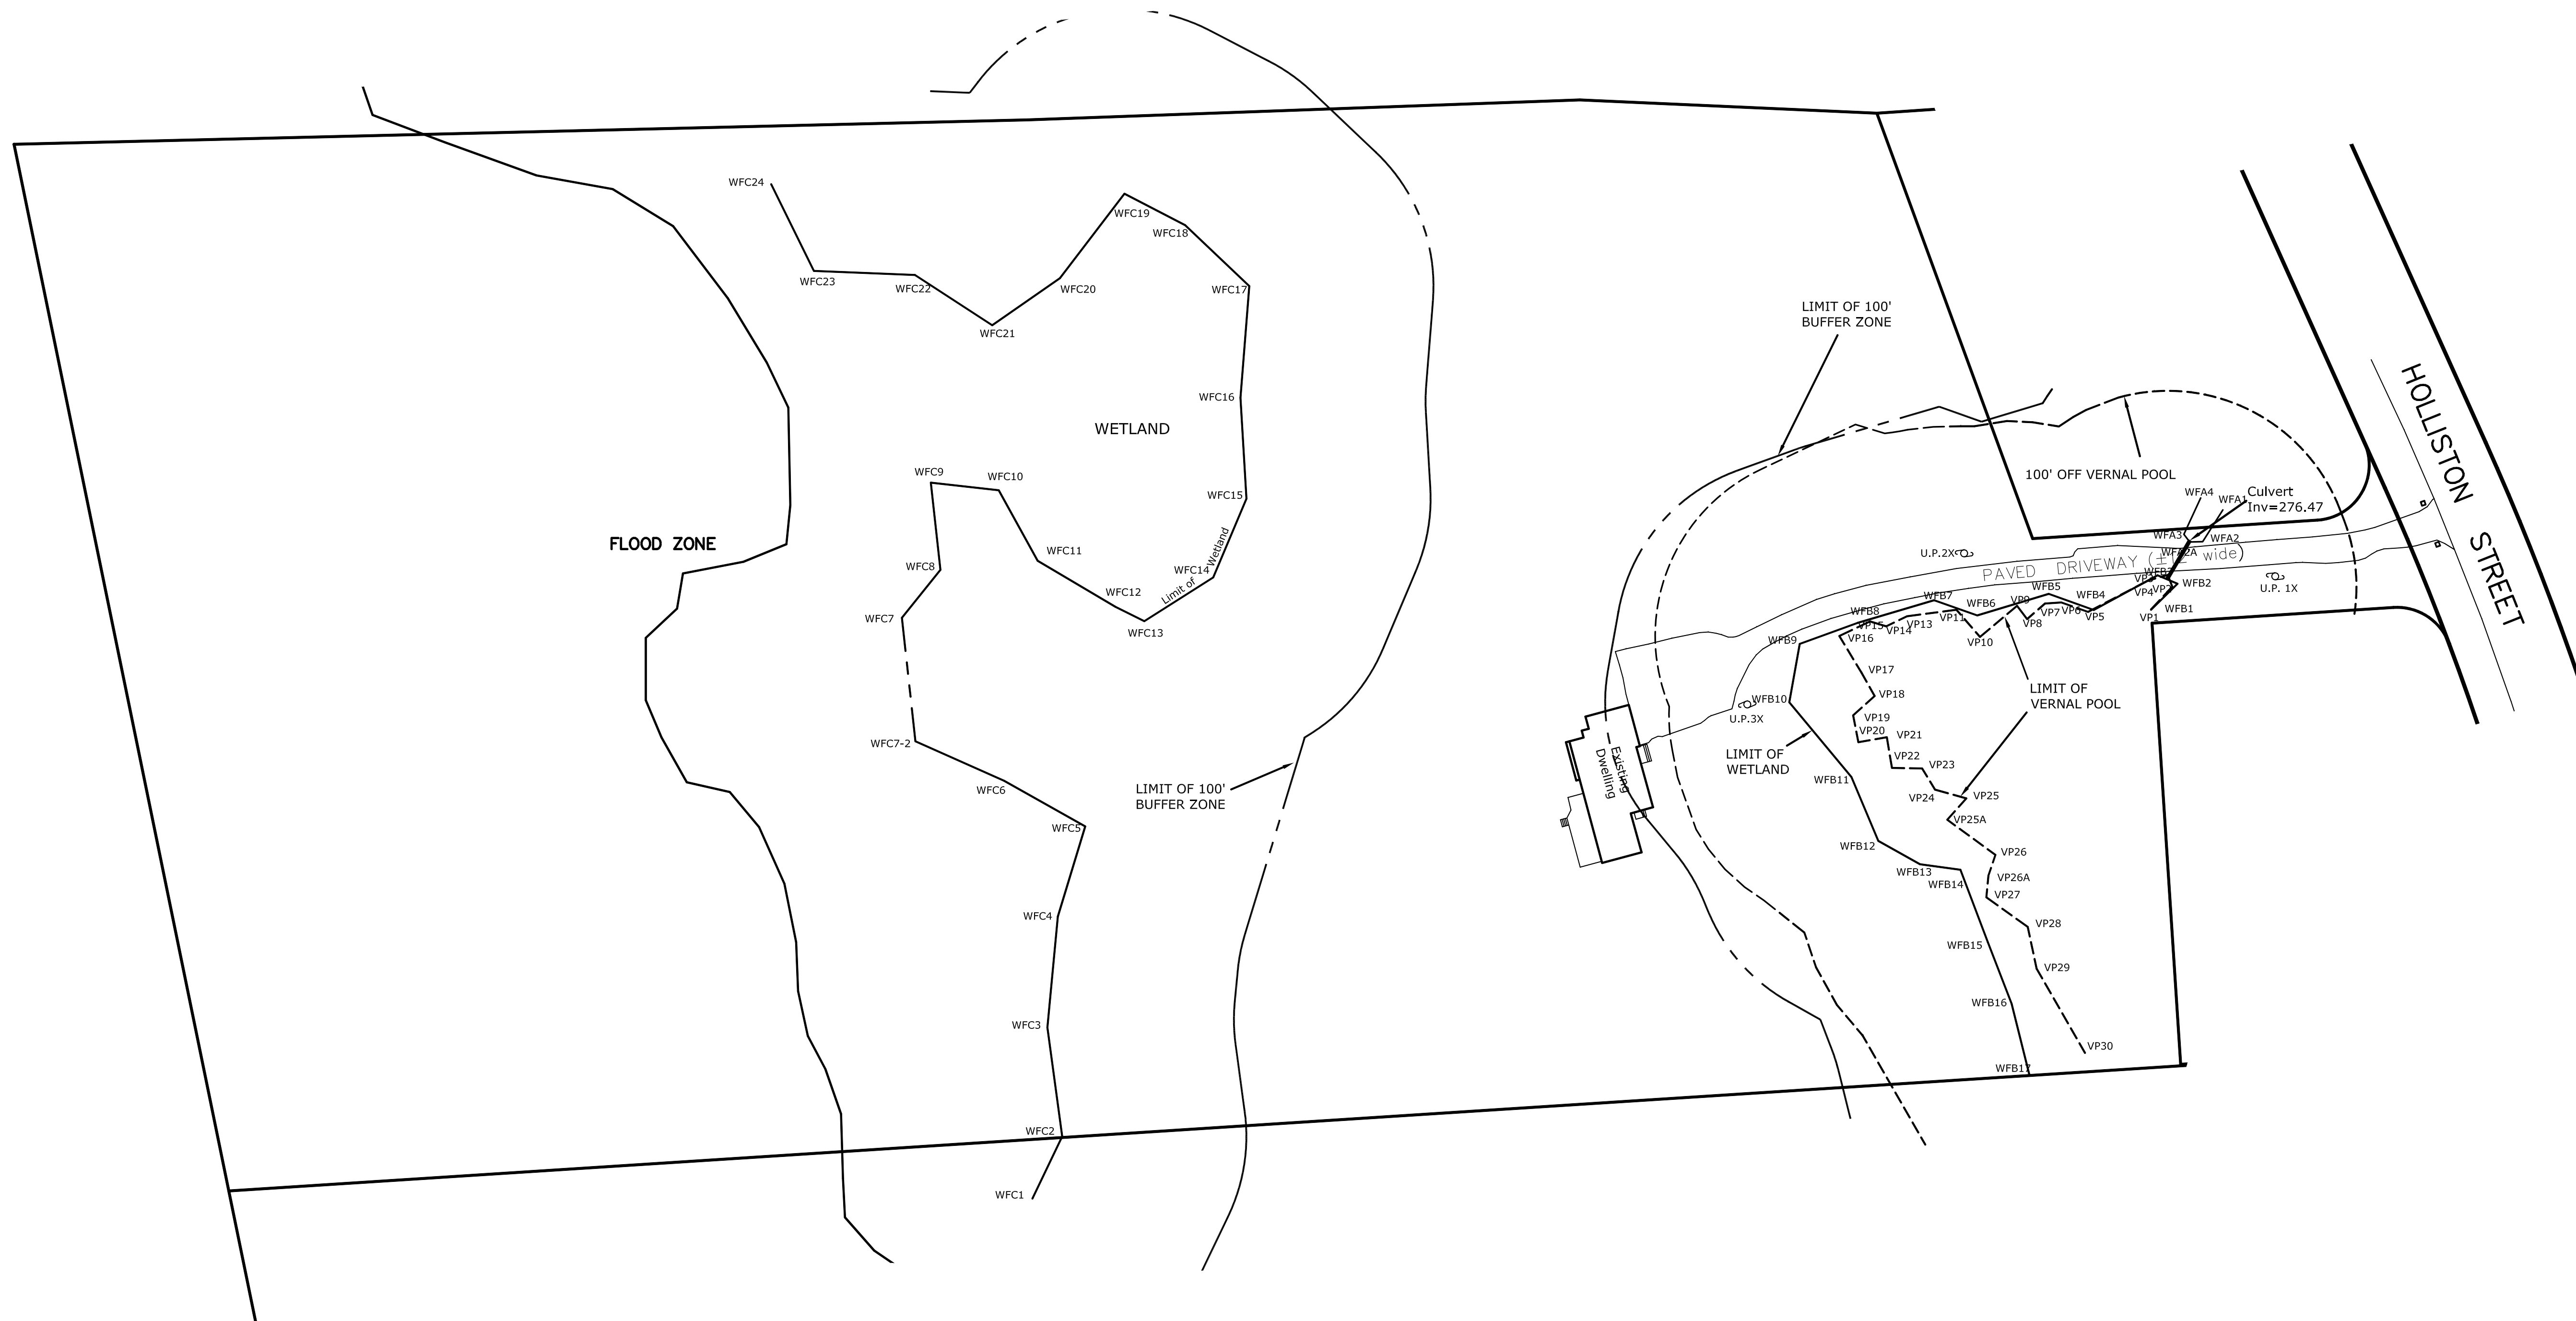 WFC24
WFC23
WFC22
WFC21
WFC20
WFC19
WFC18
WFC17
WFC16
WFC15
WFC14
WFC13
WFC12
WFC11
WFC10
WFC9
WFC8
WFC7
WFC7-2
WFC6
WFC5
WFC4
WFC3
WFC2
WFC1
WETLAND
Limit of Wetland
FLOOD ZONE
LIMIT OF 100'
BUFFER ZONE
LIMIT OF 100'
BUFFER ZONE
100' OFF VERNAL POOL
Culvert
Inv=276.47
WFA4
WFA1
WFA3
WFA2
WFA2A
HOLLISTON STREET
PAVED DRIVEWAY wide)
U.P.2X
U.P. 1X
U.P.3X
WFB1
WFB2
WFB4
WFB5
WFB6
WFB7
WFB8
WFB9
WFB10
WFB11
WFB12
WFB13
WFB14
WFB15
WFB16
WFB17
VP1
VP2
VP4
VP5
VP6
VP7
VP8
VP9
VP10
VP11
VP13
VP14
VP15
VP16
VP17
VP18
VP19
VP20
VP21
VP22
VP23
VP24
VP25
VP25A
VP26
VP26A
VP27
VP28
VP29
VP30
LIMIT OF
VERNAL POOL
LIMIT OF
WETLAND
Existing
Dwelling